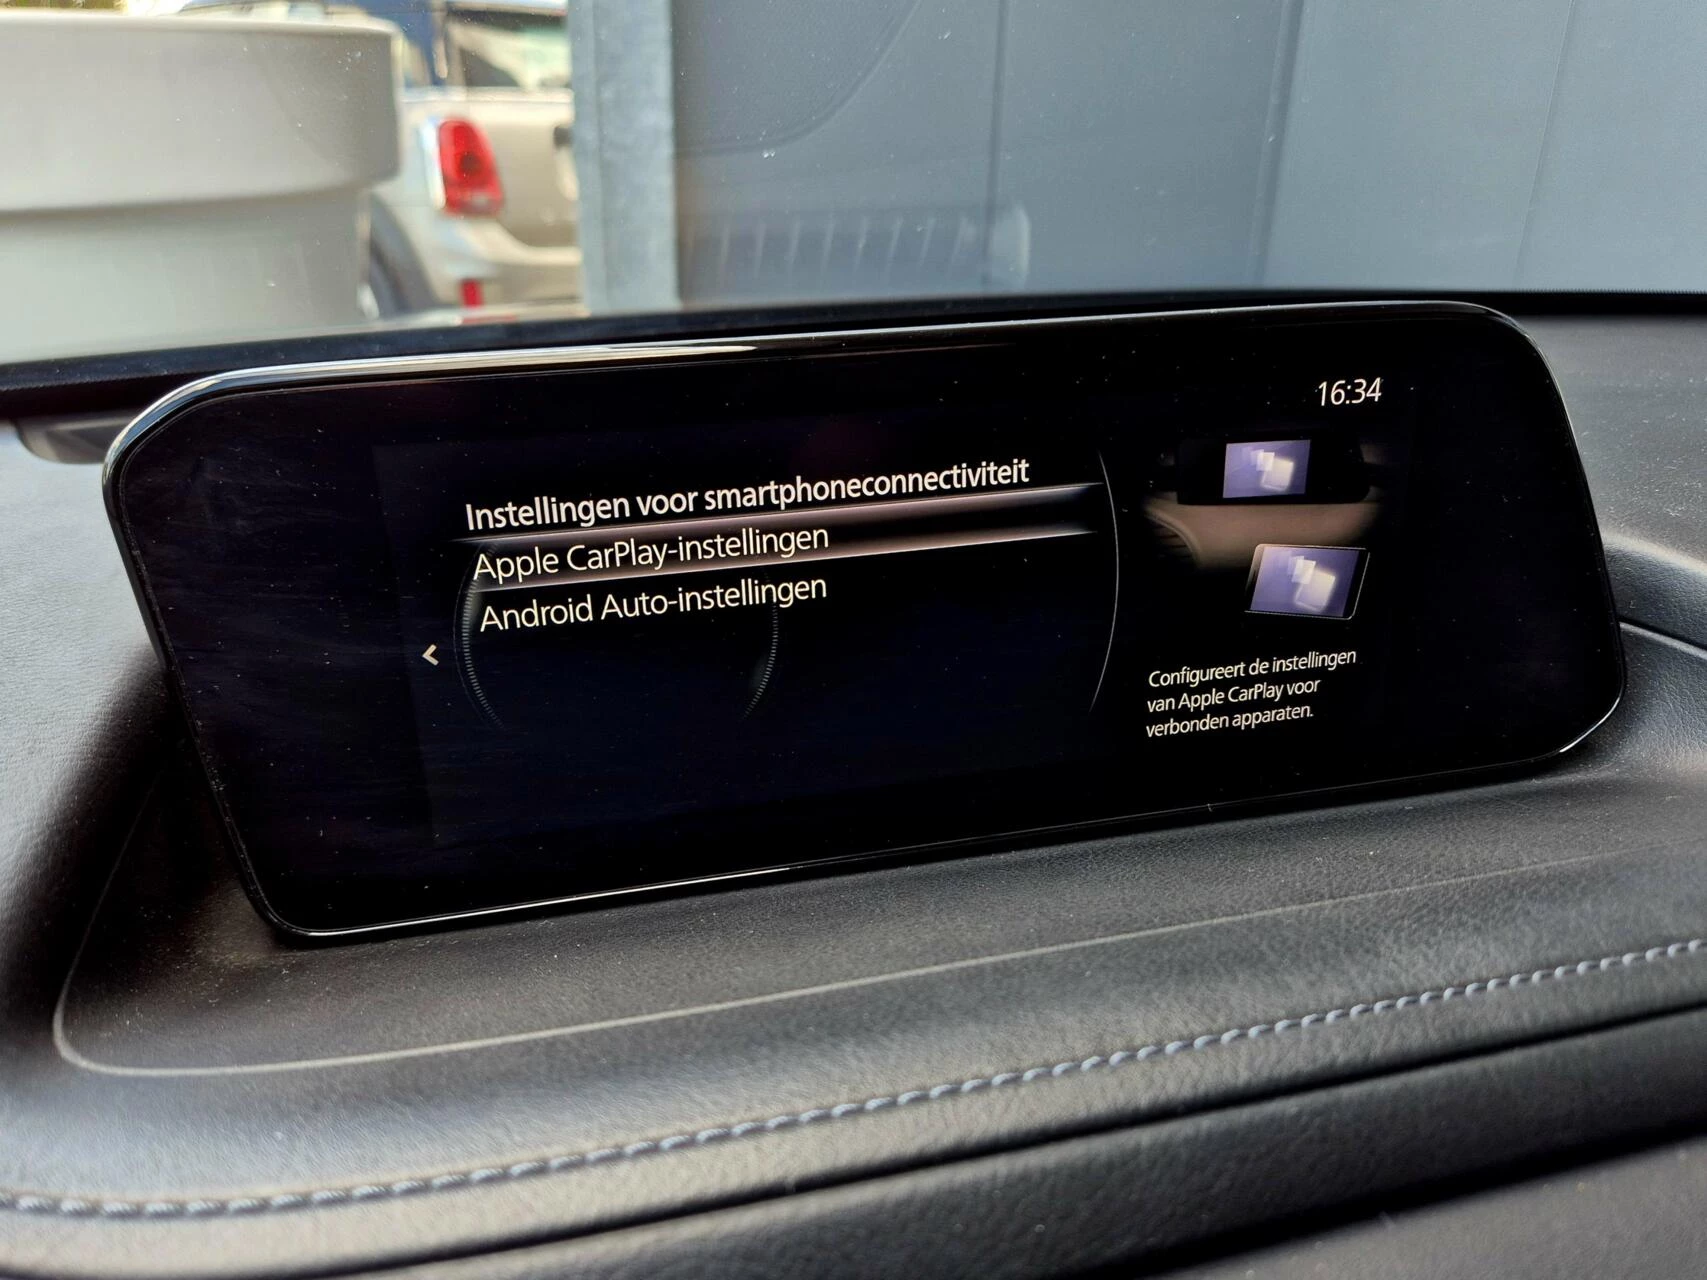 16:34
Instellingen voor smartphoneconnectiviteit
Apple CarPlay-instellingen
Android Auto-instellingen
Configureert de instellingen
van Apple CarPlay voor
verbonden apparaten.